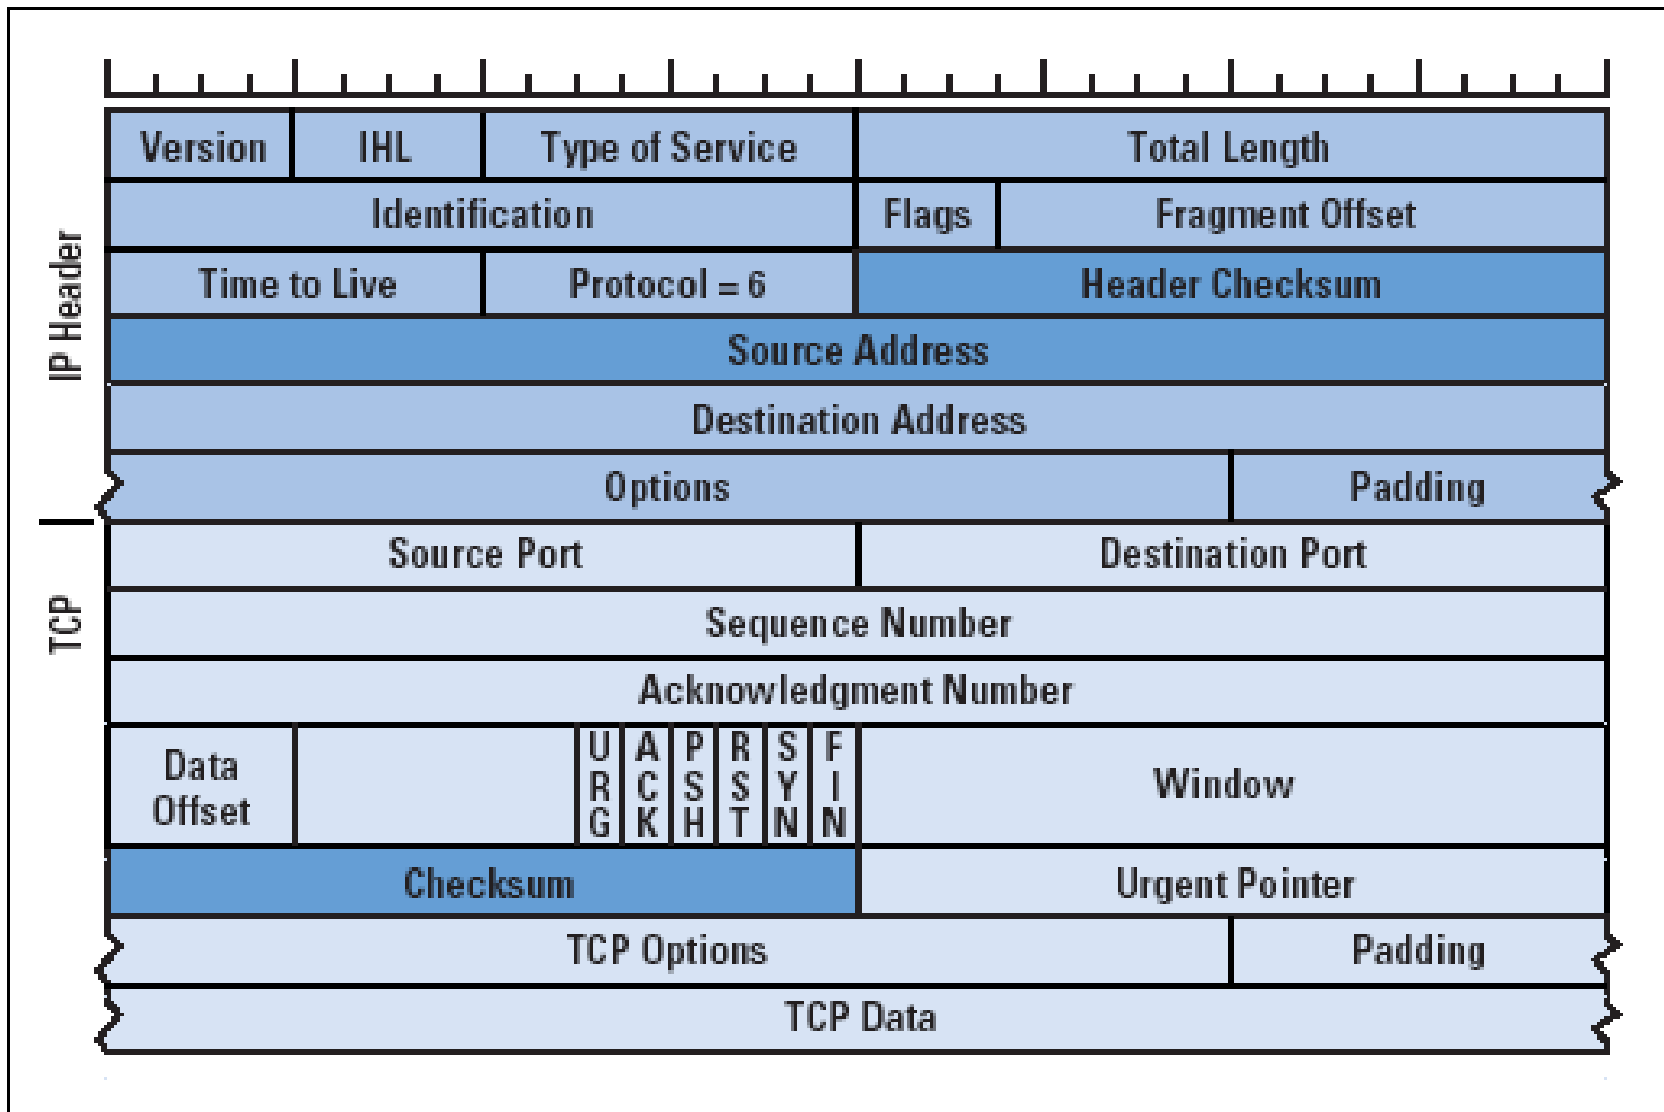 Version IHL Type of Service Total Length
Identification Flags Fragment Offset
Time to Live Protocol = 6 Header Checksum
Source Address
Destination Address
Options Padding
IP Header
Source Port Destination Port
Sequence Number
Acknowledgment Number
Data Offset URG ACK PSH RST SYN FIN Window
Checksum Urgent Pointer
TCP Options Padding
TCP Data
TCP